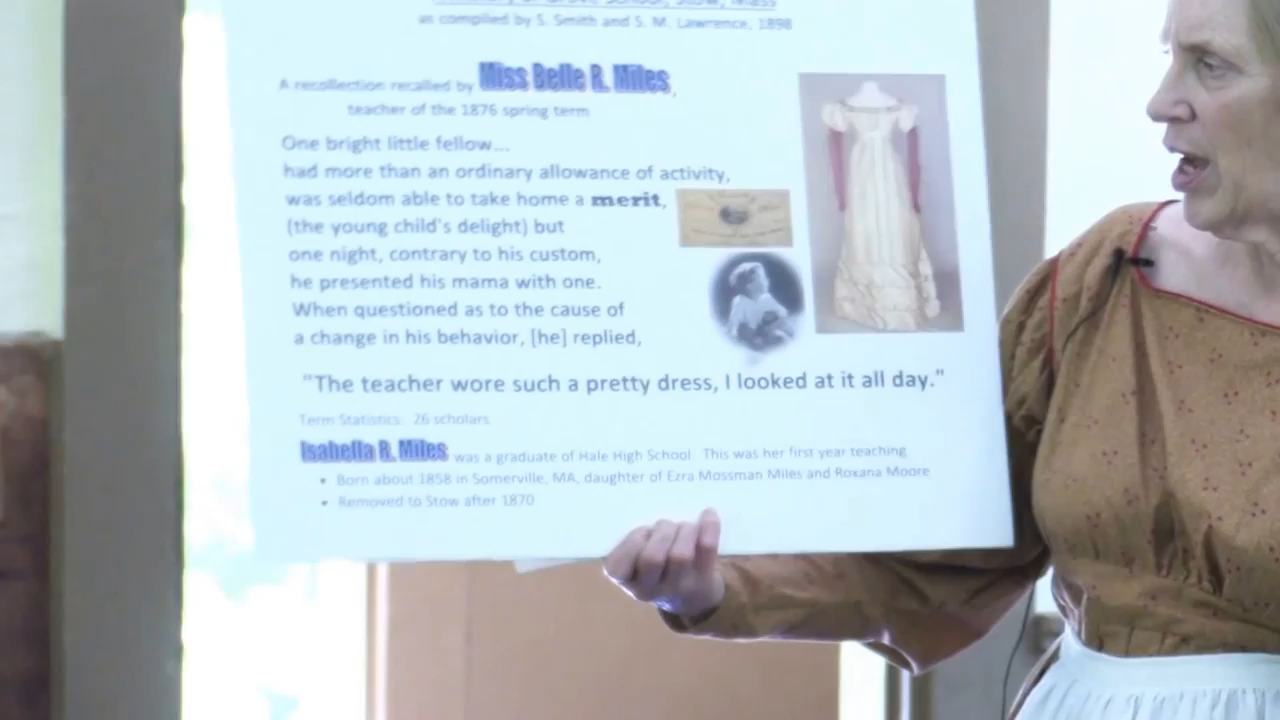 as compiled by S. Smith and S. M. Lawrence, 1898
A recollection recalled by Miss Belle R. Miles,
teacher of the 1876 spring term
One bright little fellow...
had more than an ordinary allowance of activity,
was seldom able to take home a merit,
(the young child's delight) but
one night, contrary to his custom,
he presented his mama with one.
When questioned as to the cause of
a change in his behavior, [he] replied,
"The teacher wore such a pretty dress, I looked at it all day."
Term Statistics: 26 scholars
Isabella R. Miles was a graduate of Hale High School. This was her first year teaching
• Born about 1858 in Somerville, MA, daughter of Ezra Mossman Miles and Roxana Moore
• Removed to Stow after 1870